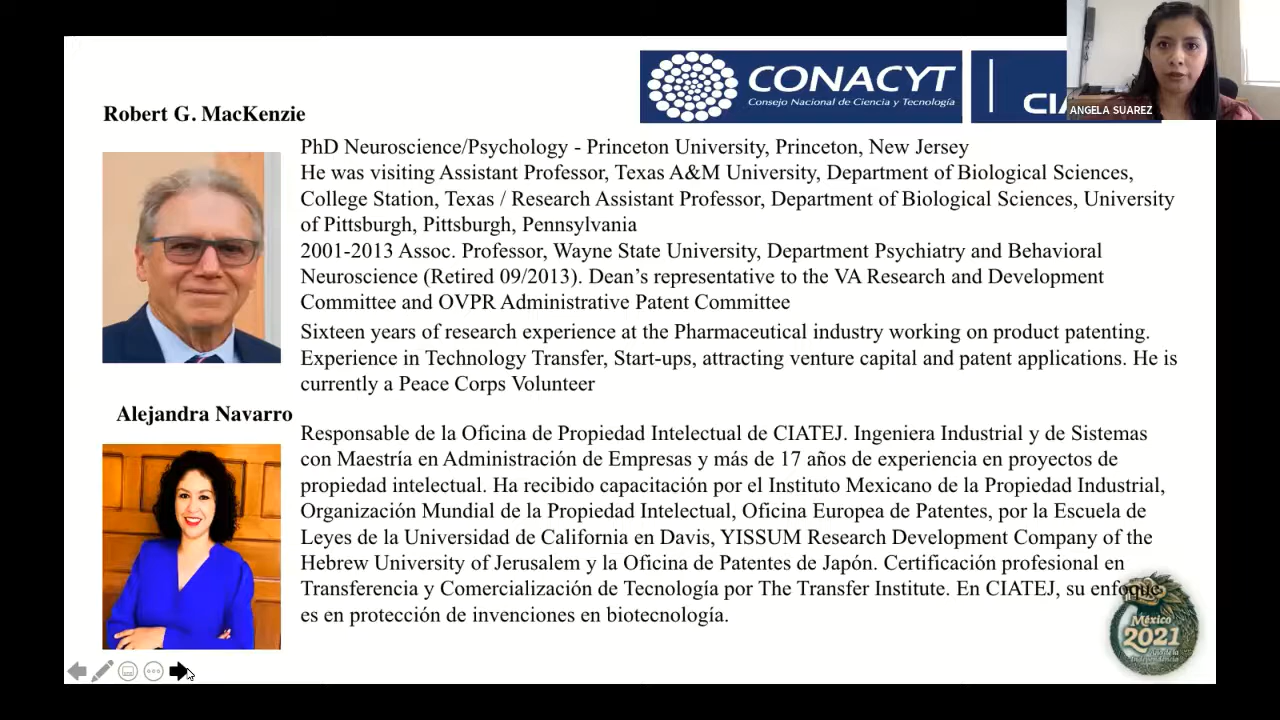 CONACYT
Consejo Nacional de Ciencia y Tecnología
ANGELA SUAREZ
Robert G. MacKenzie
PhD Neuroscience/Psychology - Princeton University, Princeton, New Jersey
He was visiting Assistant Professor, Texas A&M University, Department of Biological Sciences,
College Station, Texas / Research Assistant Professor, Department of Biological Sciences, University
of Pittsburgh, Pittsburgh, Pennsylvania
2001-2013 Assoc. Professor, Wayne State University, Department Psychiatry and Behavioral
Neuroscience (Retired 09/2013). Dean’s representative to the VA Research and Development
Committee and OVPR Administrative Patent Committee
Sixteen years of research experience at the Pharmaceutical industry working on product patenting.
Experience in Technology Transfer, Start-ups, attracting venture capital and patent applications. He is
currently a Peace Corps Volunteer
Alejandra Navarro
Responsable de la Oficina de Propiedad Intelectual de CIATEJ. Ingeniera Industrial y de Sistemas
con Maestría en Administración de Empresas y más de 17 años de experiencia en proyectos de
propiedad intelectual. Ha recibido capacitación por el Instituto Mexicano de la Propiedad Industrial,
Organización Mundial de la Propiedad Intelectual, Oficina Europea de Patentes, por la Escuela de
Leyes de la Universidad de California en Davis, YISSUM Research Development Company of the
Hebrew University of Jerusalem y la Oficina de Patentes de Japón. Certificación profesional en
Transferencia y Comercialización de Tecnología por The Transfer Institute. En CIATEJ, su enfoque
es en protección de invenciones en biotecnología.
México
2021